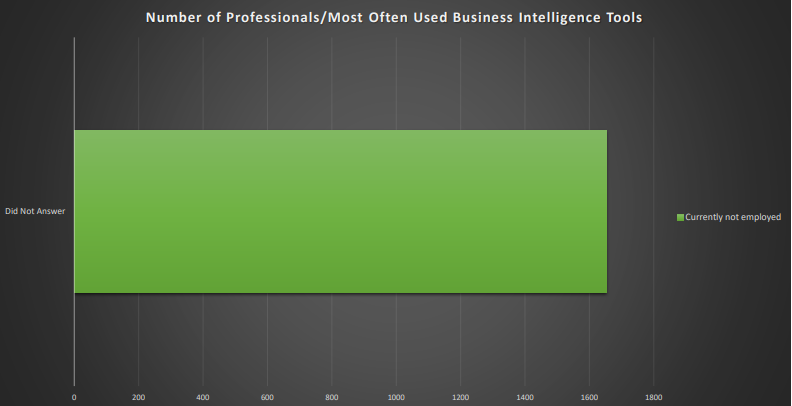 Number of Professionals/Most Often Used Business Intelligence Tools
Did Not Answer
Currently not employed
0 200 400 600 800 1000 1200 1400 1600 1800